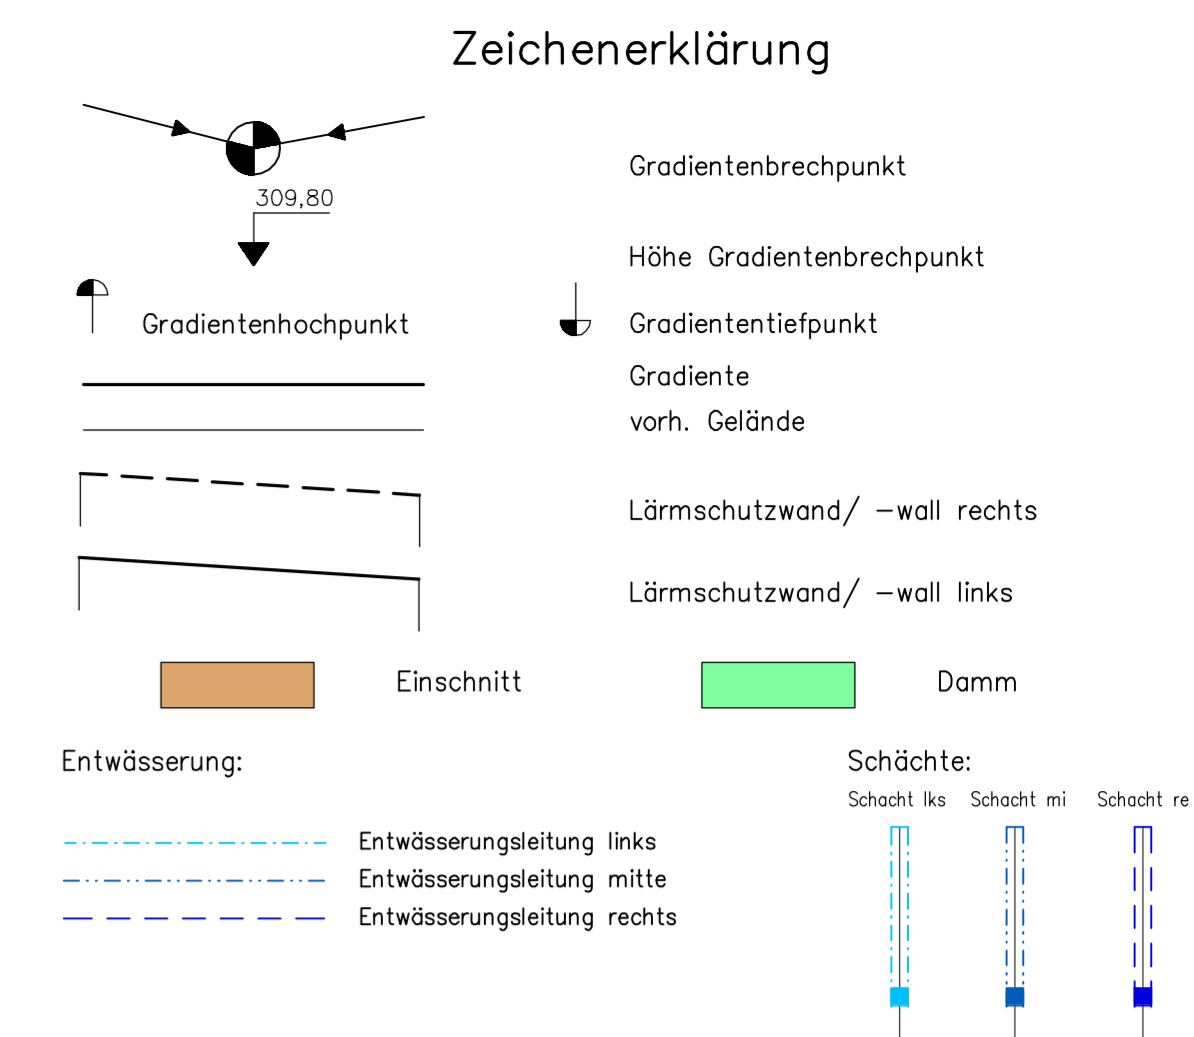 Zeichenerklärung
Gradientenbrechpunkt
309,80
Höhe Gradientenbrechpunkt
Gradientenhochpunkt
Gradiententiefpunkt
Gradiente
vorh. Gelände
Lärmschutzwand/ -wall rechts
Lärmschutzwand/ -wall links
Einschnitt
Damm
Entwässerung:
Schächte:
Schacht lks
Schacht mi
Schacht re
Entwässerungsleitung links
Entwässerungsleitung mitte
Entwässerungsleitung rechts